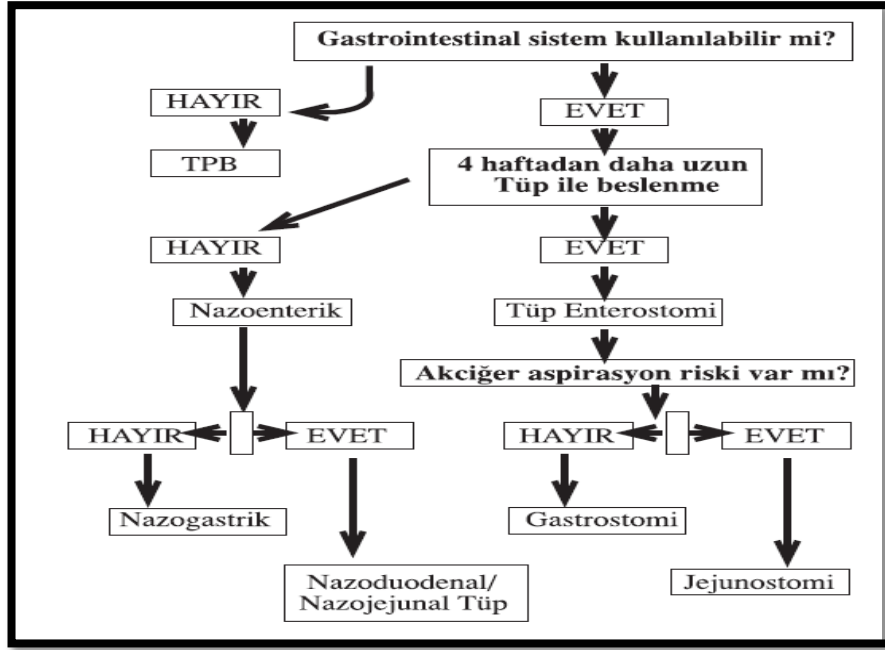 Gastrointestinal sistem kullanılabilir mi?
HAYIR
EVET
TPB
4 haftadan daha uzun
Tüp ile beslenme
HAYIR
EVET
Nazoenterik
Tüp Enterostomi
Akciğer aspirasyon riski var mı?
HAYIR
EVET
HAYIR
EVET
Nazogastrik
Gastrostomi
Nazoduodenal/
Nazojejunal Tüp
Jejunostomi